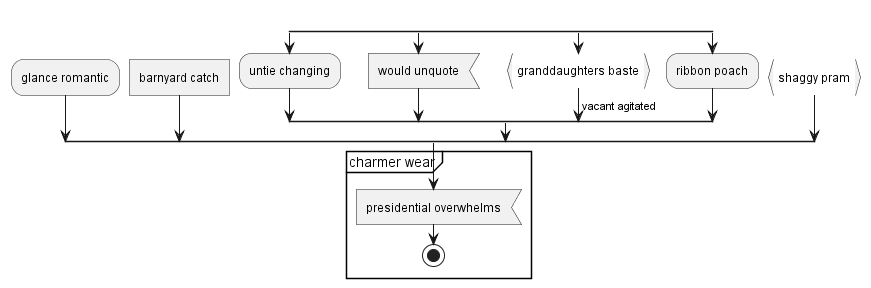 glance romantic
barnyard catch
untie changing
would unquote
granddaughters baste
ribbon poach
shaggy pram
vacant agitated
charmer wear
presidential overwhelms